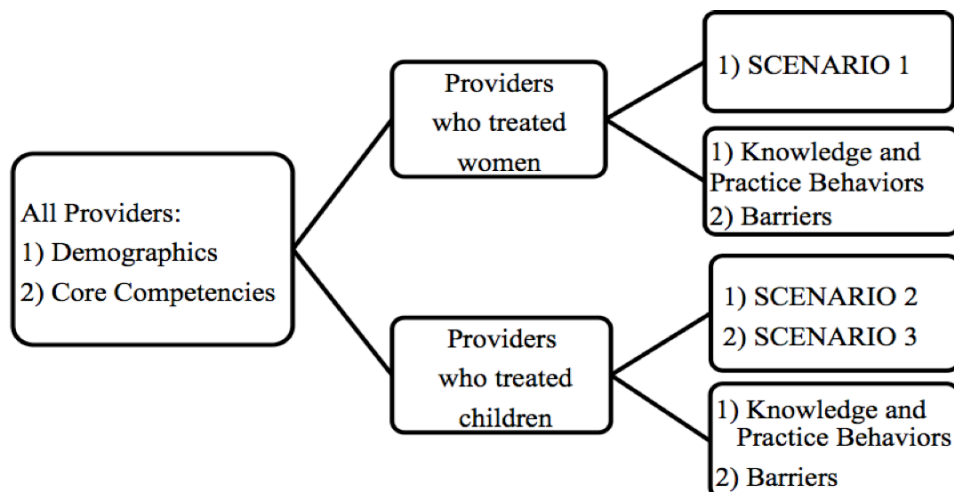 All Providers:
1) Demographics
2) Core Competencies
Providers
who treated
women
1) SCENARIO 1
1) Knowledge and
Practice Behaviors
2) Barriers
Providers
who treated
children
1) SCENARIO 2
2) SCENARIO 3
1) Knowledge and
Practice Behaviors
2) Barriers